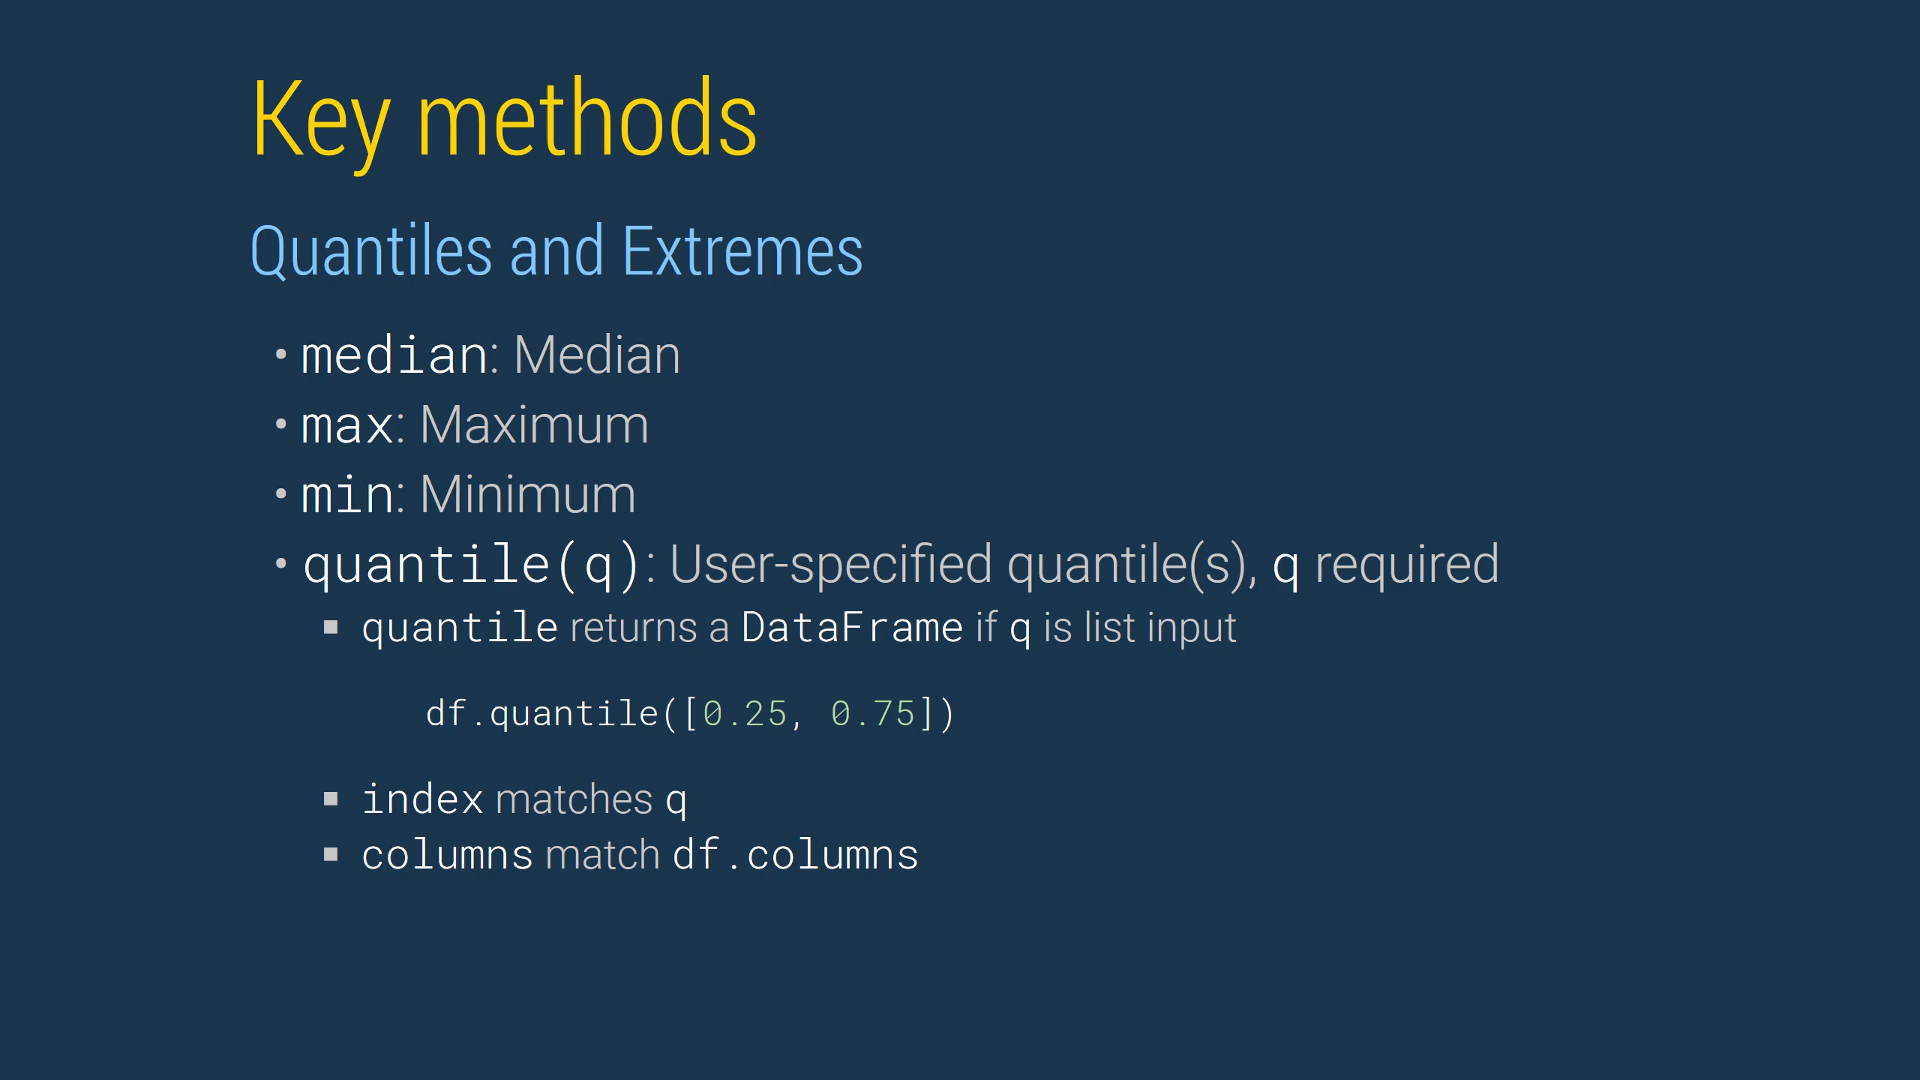 Key methods
Quantiles and Extremes
• median: Median
• max: Maximum
• min: Minimum
• quantile(q): User-specified quantile(s), q required
▪ quantile returns a DataFrame if q is list input
df.quantile([0.25, 0.75])
▪ index matches q
▪ columns match df.columns